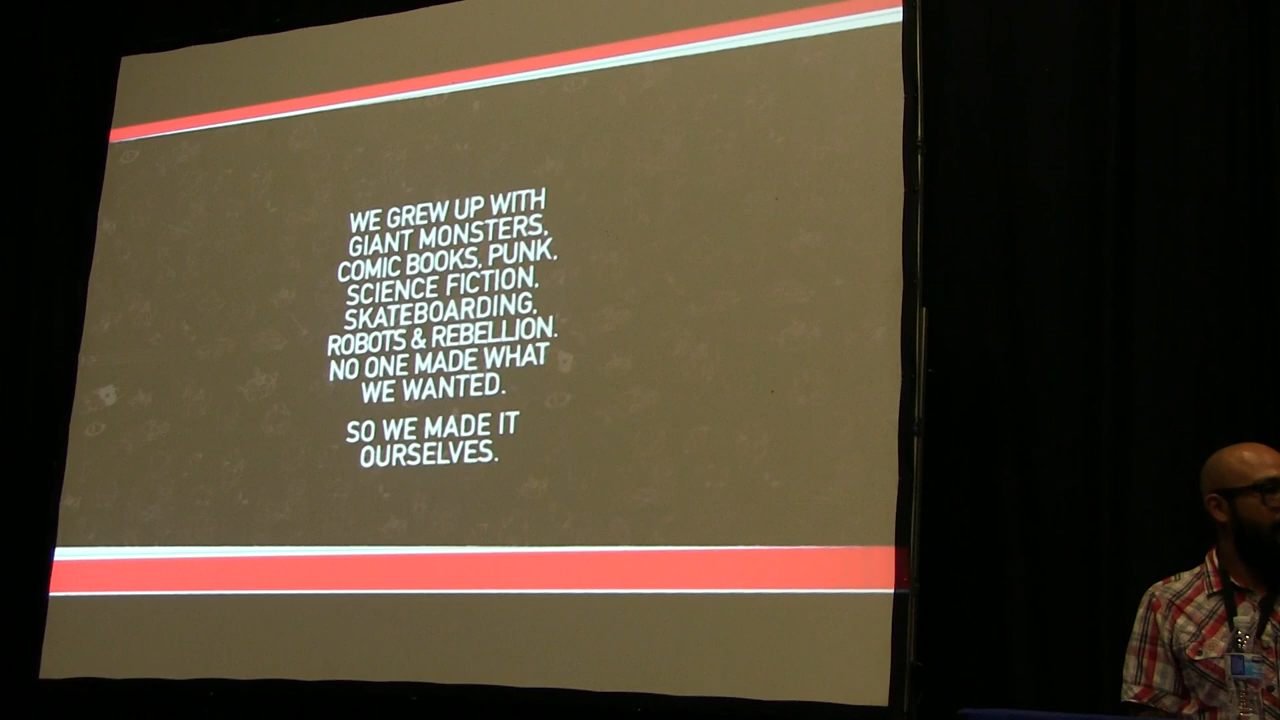 WE GREW UP WITH
GIANT MONSTERS,
COMIC BOOKS, PUNK,
SCIENCE FICTION,
SKATEBOARDING,
ROBOTS & REBELLION.
NO ONE MADE WHAT
WE WANTED.
SO WE MADE IT
OURSELVES.